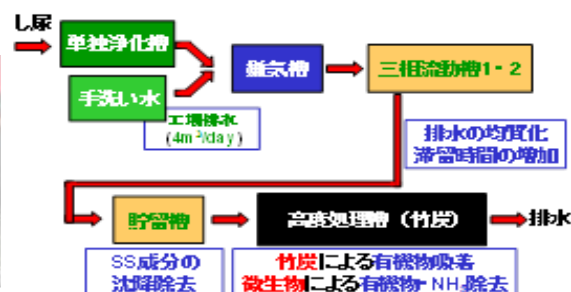 し尿
単独浄化槽
手洗い水
工場排水
(4m³/day)
嫌気槽
三相流動槽1・2
排水の均質化
滞留時間の増加
貯留槽
高度処理槽（竹炭）
排水
SS成分の
沈降除去
竹炭による有機物吸着
微生物による有機物・NH₄除去